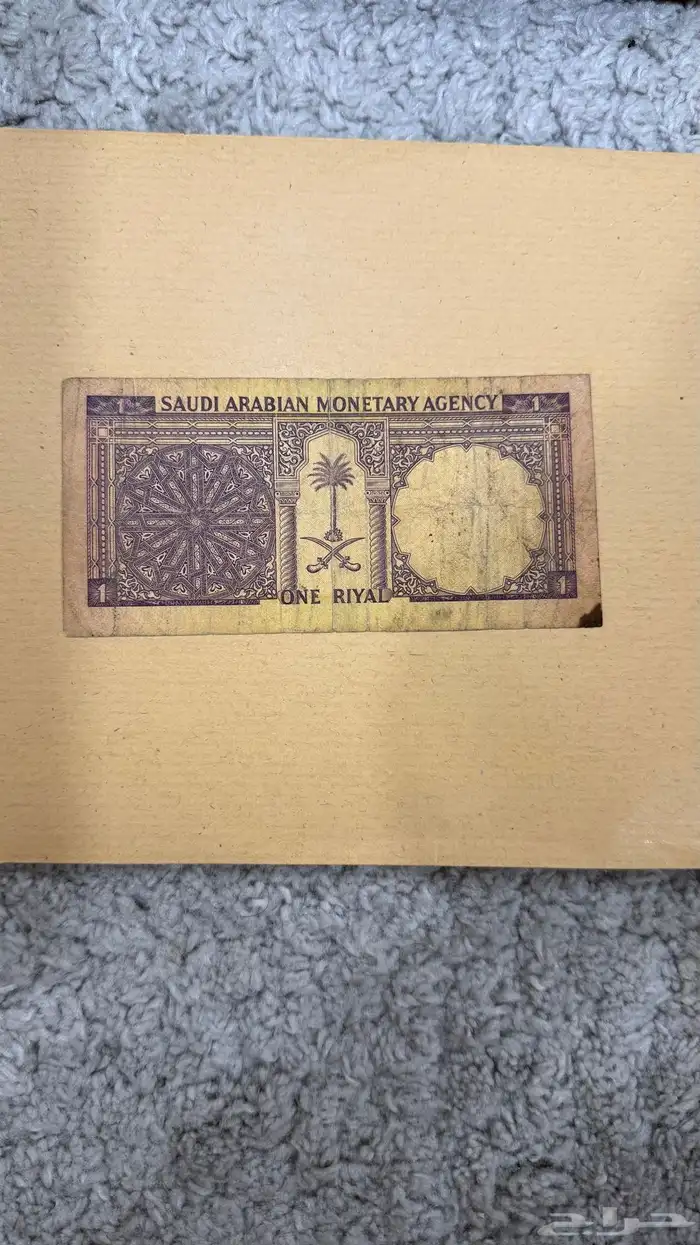 1 SAUDI ARABIAN MONETARY AGENCY 1
1 ONE RIYAL 1
حراج